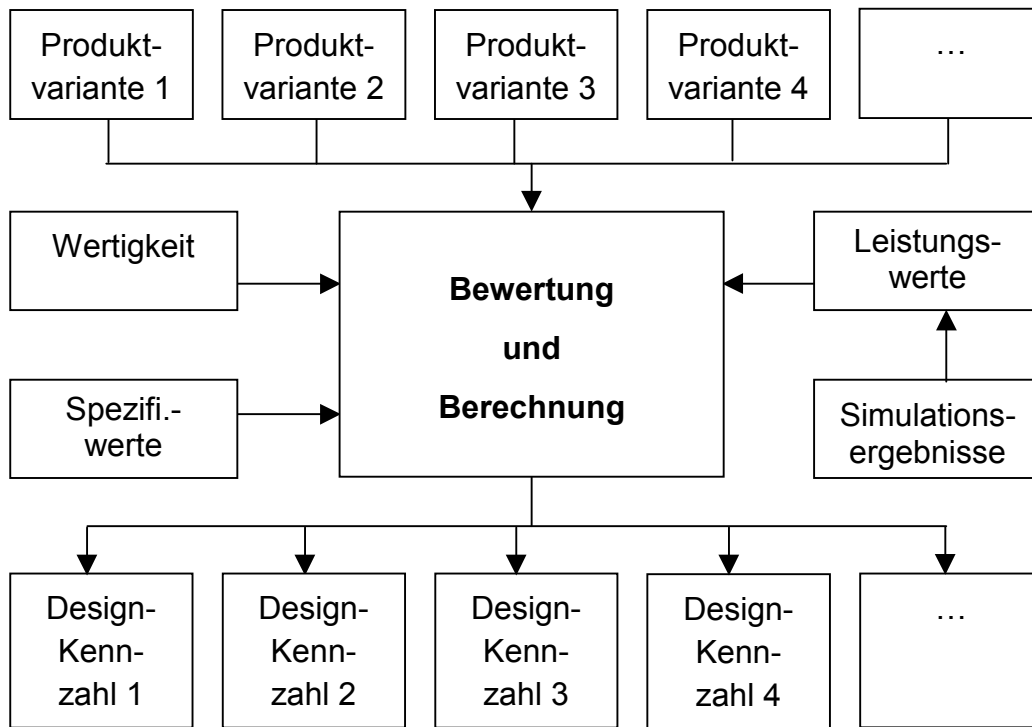 Produkt-
variante 1
Produkt-
variante 2
Produkt-
variante 3
Produkt-
variante 4
...
Wertigkeit
Bewertung
und
Berechnung
Leistungs-
werte
Spezifi.-
werte
Simulations-
ergebnisse
Design-
Kenn-
zahl 1
Design-
Kenn-
zahl 2
Design-
Kenn-
zahl 3
Design-
Kenn-
zahl 4
...